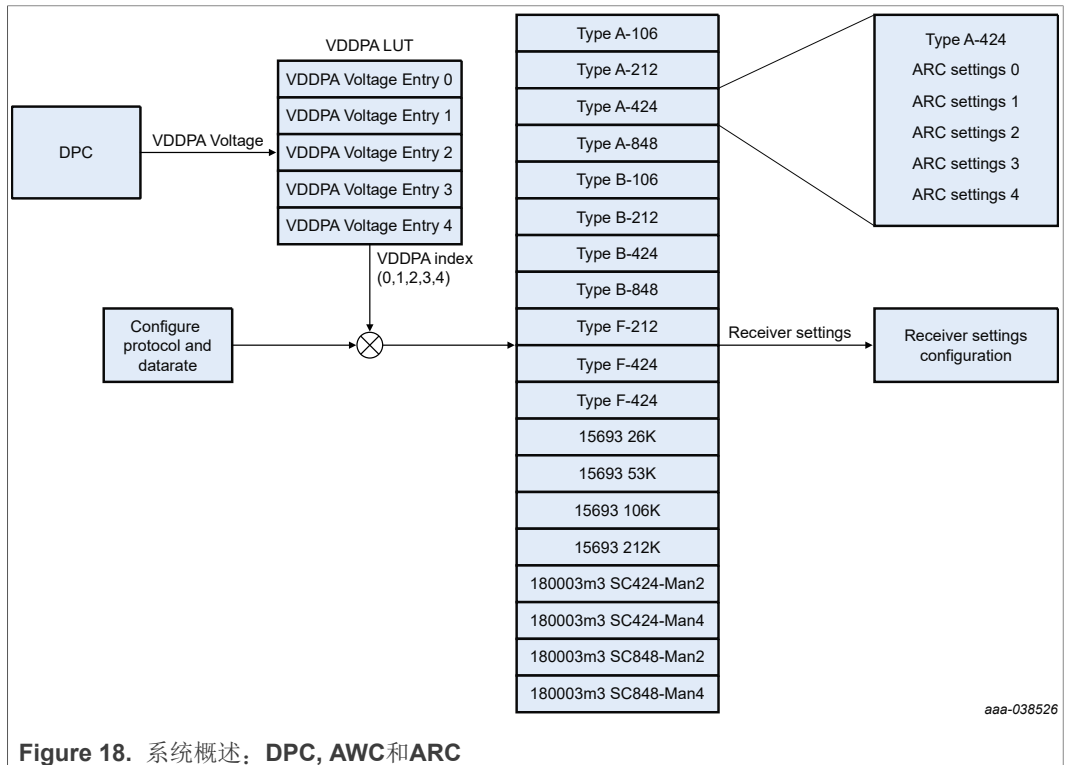 VDDPA LUT
VDDPA Voltage Entry 0
VDDPA Voltage Entry 1
VDDPA Voltage Entry 2
VDDPA Voltage Entry 3
VDDPA Voltage Entry 4
DPC
VDDPA Voltage
VDDPA index
(0,1,2,3,4)
Configure
protocol and
datarate
Type A-106
Type A-212
Type A-424
Type A-848
Type B-106
Type B-212
Type B-424
Type B-848
Type F-212
Type F-424
Type F-424
15693 26K
15693 53K
15693 106K
15693 212K
180003m3 SC424-Man2
180003m3 SC424-Man4
180003m3 SC848-Man2
180003m3 SC848-Man4
Type A-424
ARC settings 0
ARC settings 1
ARC settings 2
ARC settings 3
ARC settings 4
Receiver settings
Receiver settings
configuration
aaa-038526
Figure 18. 系统概述：DPC, AWC和ARC